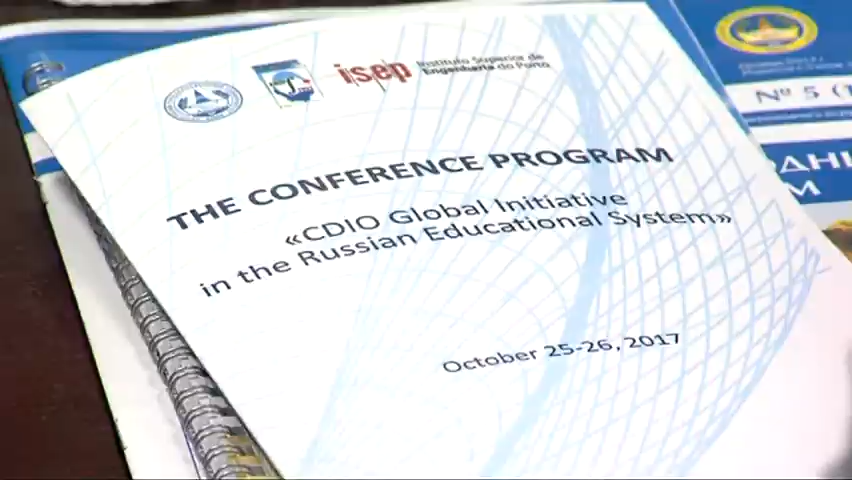 isep Instituto Superior de
Engenharia do Porto
THE CONFERENCE PROGRAM
«CDIO Global Initiative
in the Russian Educational System»
October 25-26, 2017
№ 5 (1